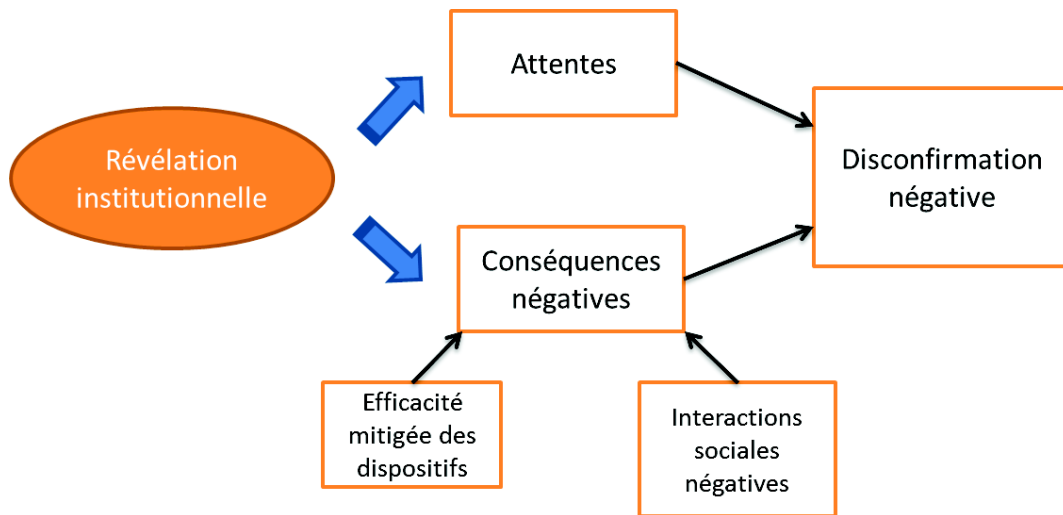 Révélation
institutionnelle
Attentes
Disconfirmation
négative
Conséquences
négatives
Efficacité
mitigée des
dispositifs
Interactions
sociales
négatives